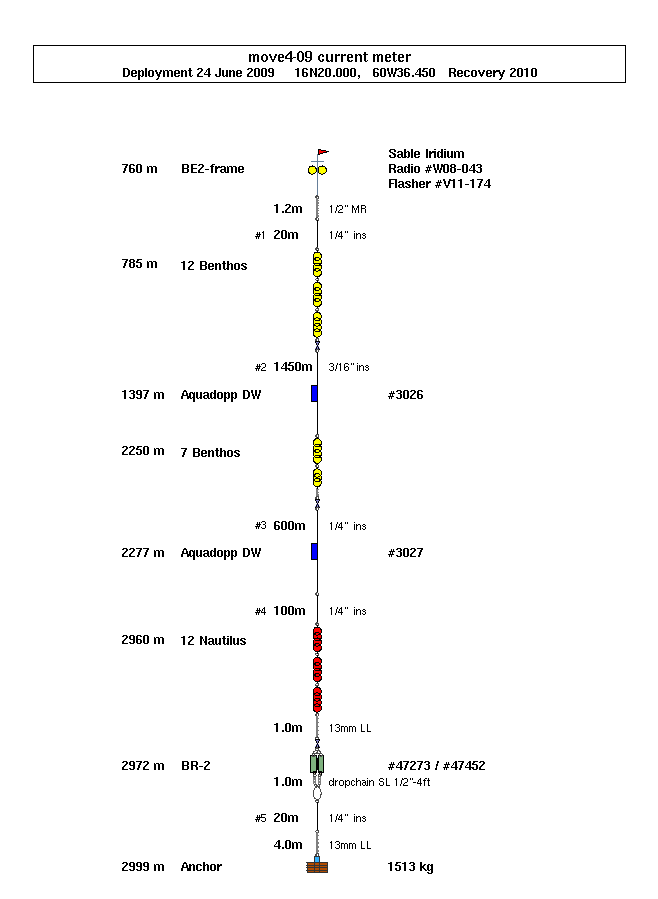 move4-09 current meter
Deployment 24 June 2009 16N20.000, 60W36.450 Recovery 2010
Sable Iridium
760 m BE2-frame Radio #W08-043
Flasher #V11-174
1.2m 1/2" MR
#1 20m 1/4" ins
785 m 12 Benthos
#2 1450m 3/16" ins
1397 m Aquadopp DW #3026
2250 m 7 Benthos
#3 600m 1/4" ins
2277 m Aquadopp DW #3027
#4 100m 1/4" ins
2960 m 12 Nautilus
1.0m 13mm LL
2972 m BR-2 #47273 / #47452
1.0m dropchain SL 1/2"-4ft
#5 20m 1/4" ins
4.0m 13mm LL
2999 m Anchor 1513 kg